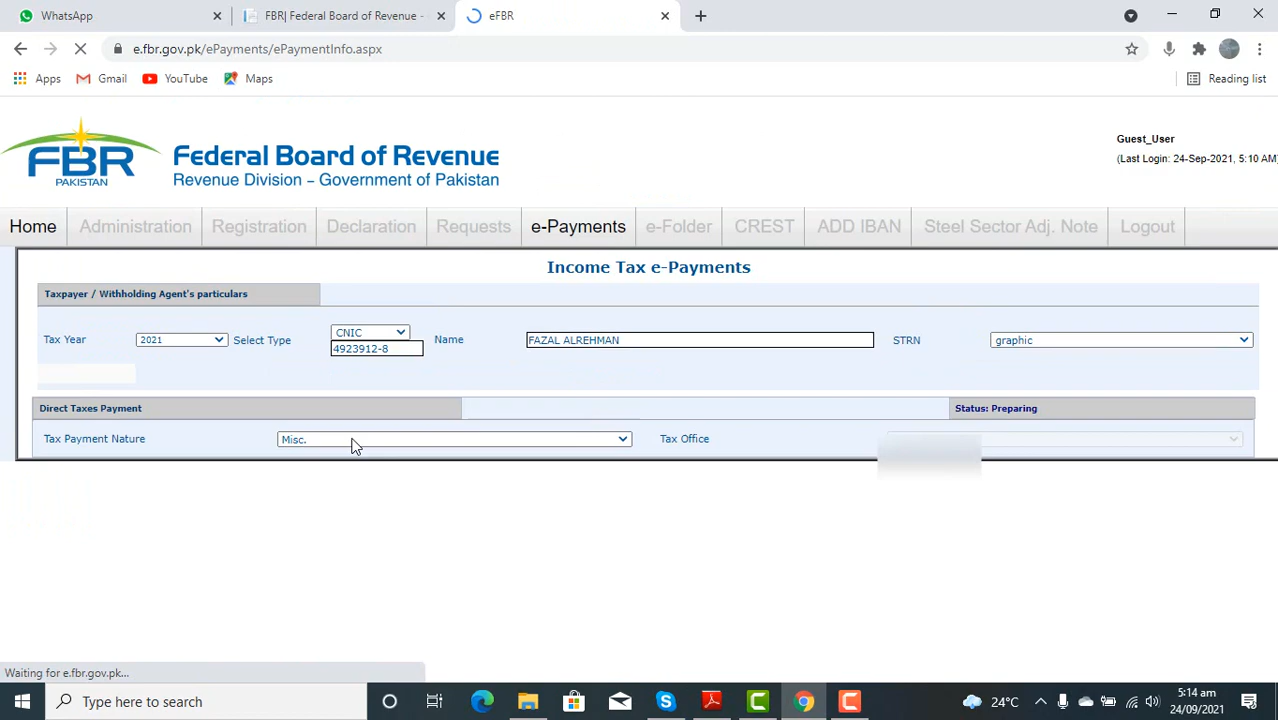 WhatsApp
FBR| Federal Board of Revenue -
eFBR
e.fbr.gov.pk/ePayments/ePaymentInfo.aspx
Apps Gmail YouTube Maps Reading list
FBR
PAKISTAN
Federal Board of Revenue
Revenue Division – Government of Pakistan
Guest_User
(Last Login: 24-Sep-2021, 5:10 AM
Home Administration Registration Declaration Requests e-Payments e-Folder CREST ADD IBAN Steel Sector Adj. Note Logout
Income Tax e-Payments
Taxpayer / Withholding Agent's particulars
Tax Year 2021 Select Type CNIC Name FAZAL ALREHMAN STRN graphic
4923912-8
Direct Taxes Payment Status: Preparing
Tax Payment Nature Misc. Tax Office
Waiting for e.fbr.gov.pk...
Type here to search
24°C
5:14 am
24/09/2021